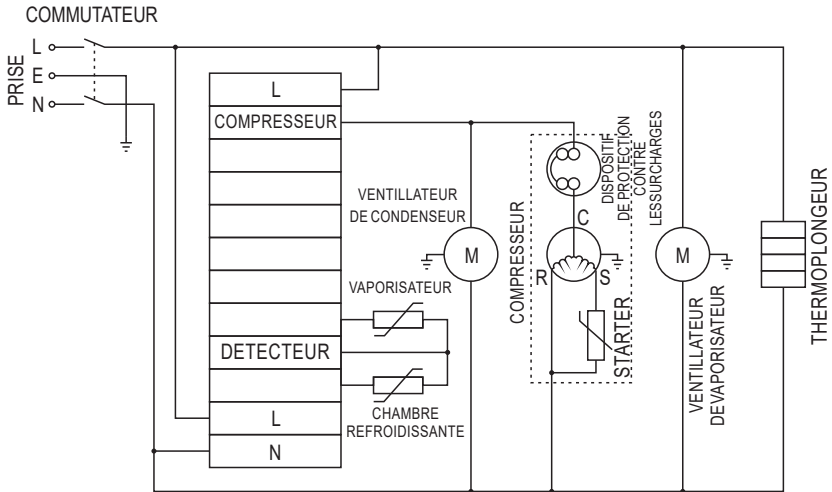 COMMUTATEUR
PRISE
L
E
N
L
COMPRESSEUR
DETECTEUR
L
N
VENTILLATEUR
DE CONDENSEUR
M
VAPORISATEUR
CHAMBRE
REFROIDISSANTE
COMPRESSEUR
DISPOSITIF
DE PROTECTION
CONTRE
LESSURCHARGES
C
R
S
STARTER
M
VENTILLATEUR
DEVAPORISATEUR
THERMOPLONGEUR